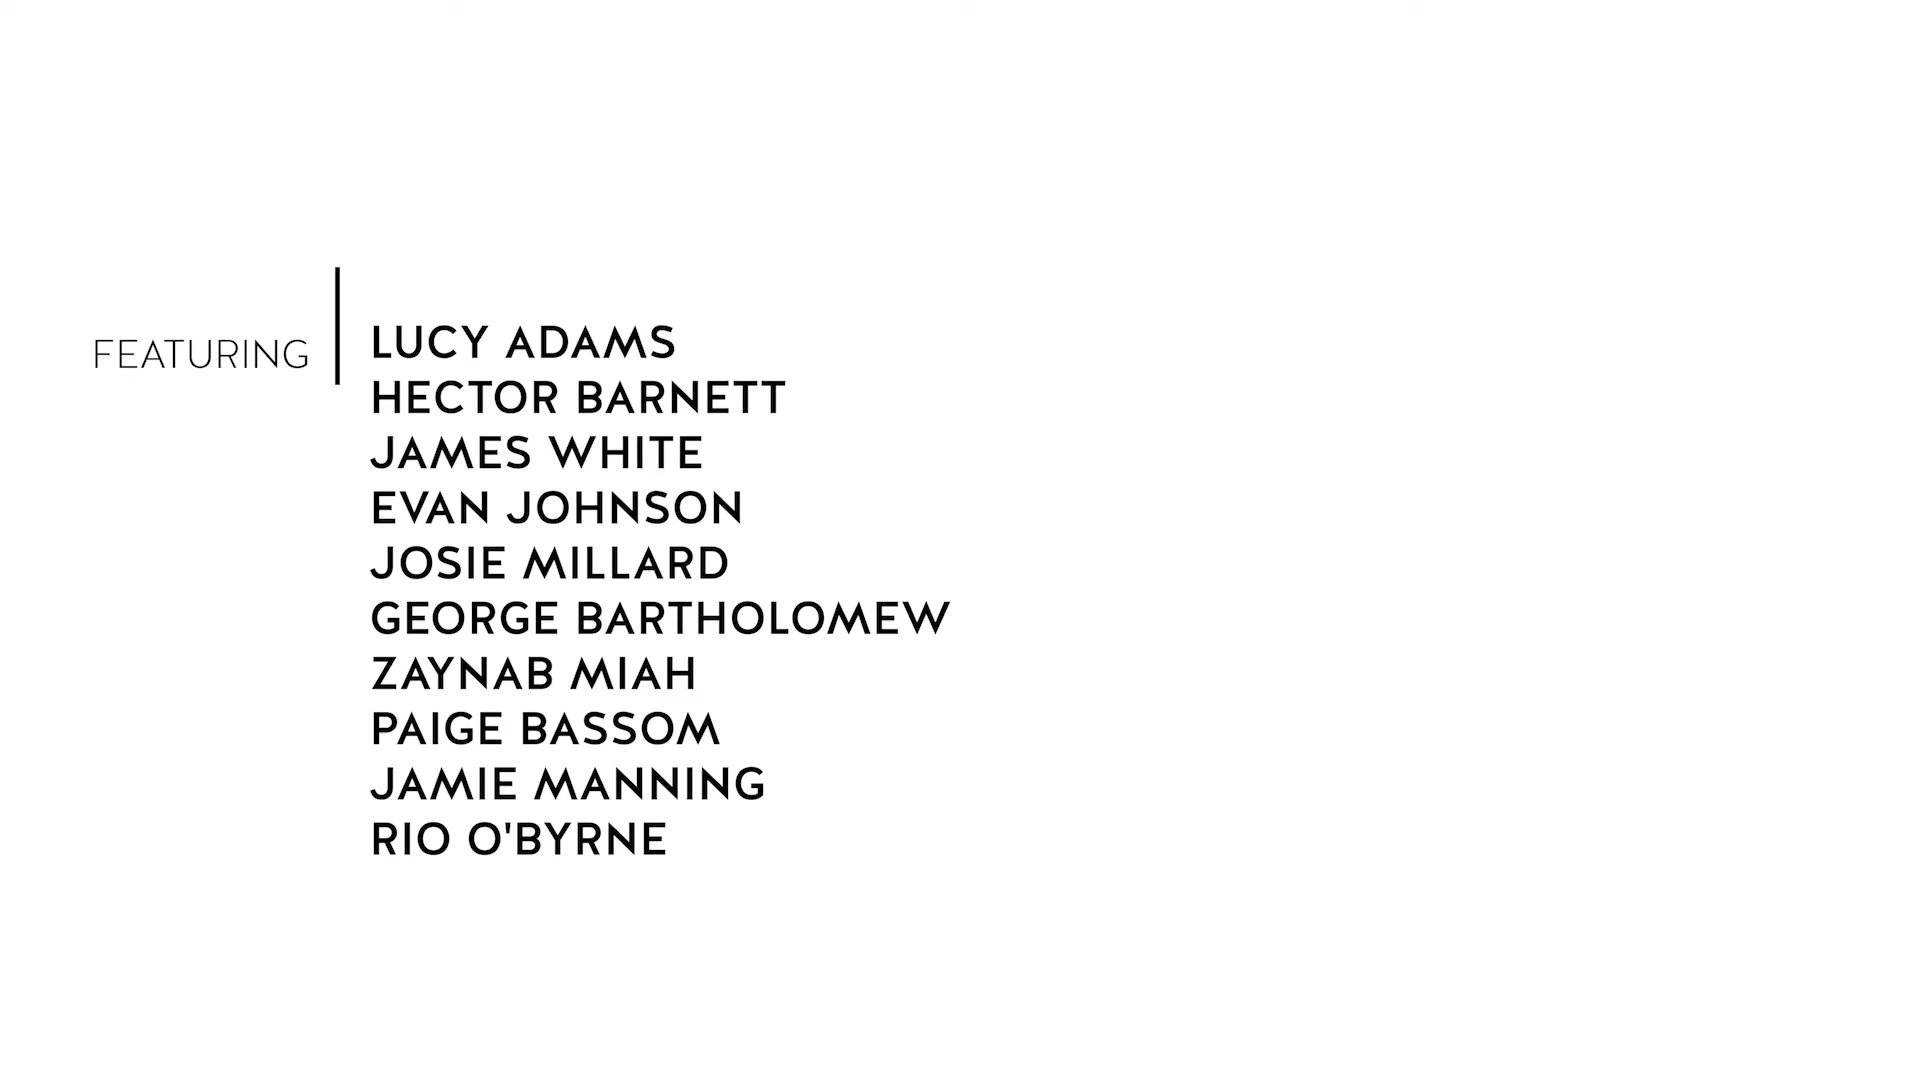 FEATURING
LUCY ADAMS
HECTOR BARNETT
JAMES WHITE
EVAN JOHNSON
JOSIE MILLARD
GEORGE BARTHOLOMEW
ZAYNAB MIAH
PAIGE BASSOM
JAMIE MANNING
RIO O'BYRNE